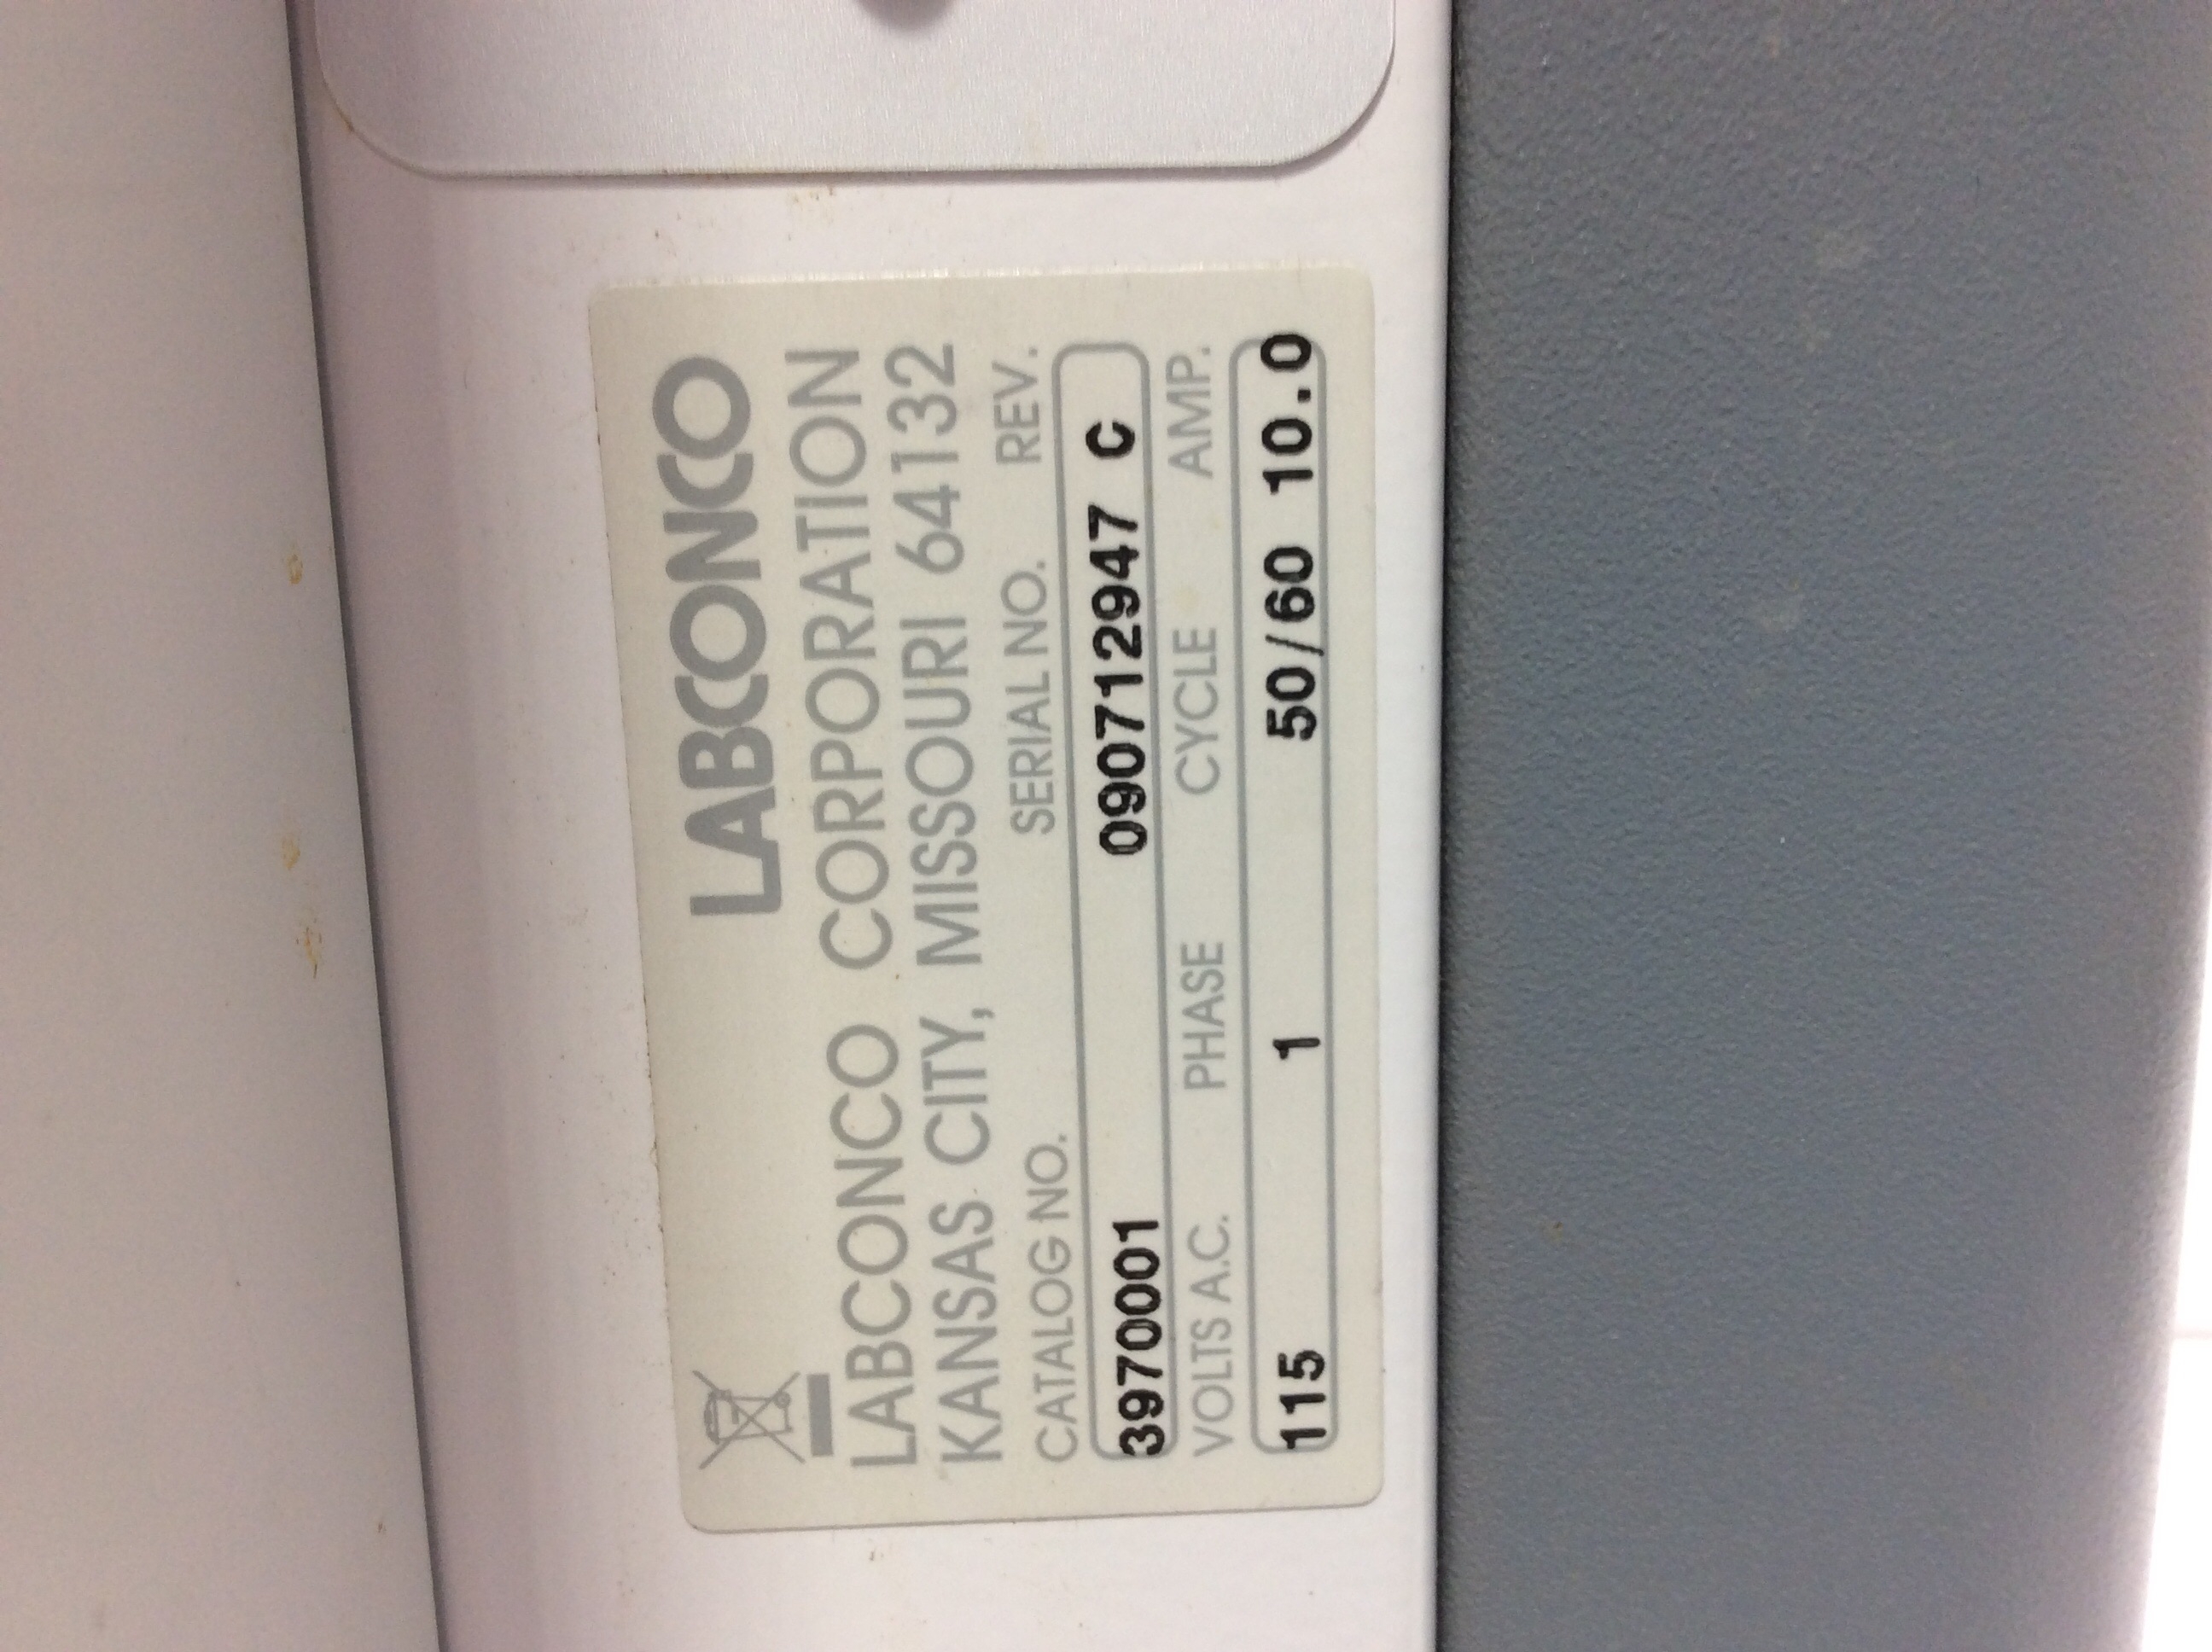 LABCONCO
LABCONCO CORPORATION
KANSAS CITY, MISSOURI 64132
CATALOG NO. SERIAL NO. REV.
3970001 090712947 C
VOLTS A.C. PHASE CYCLE AMP.
115 1 50/60 10.0